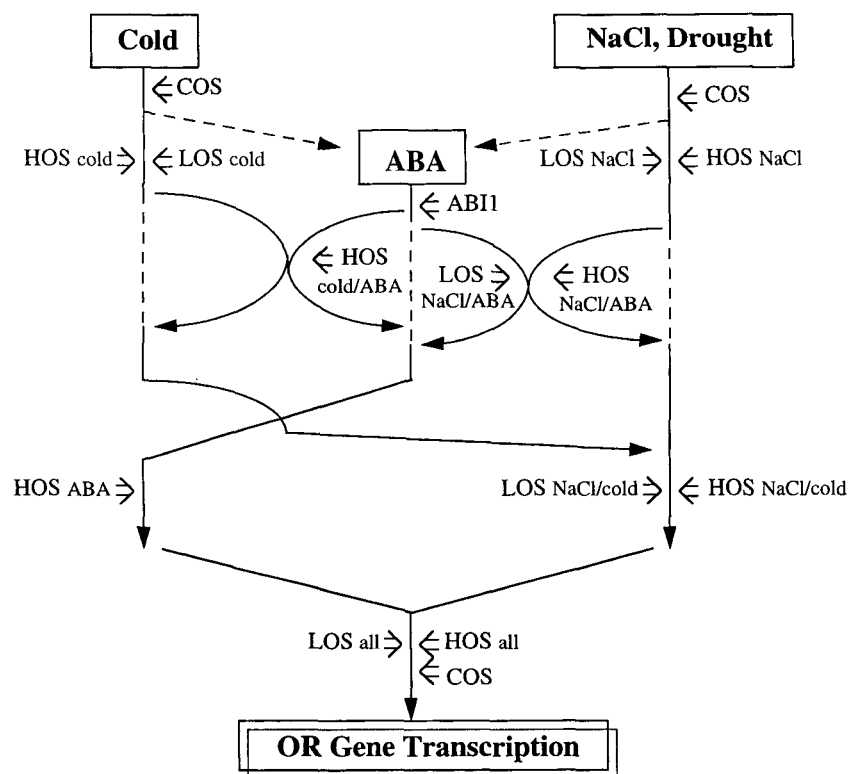 Cold
NaCl, Drought
COS
COS
ABA
HOS cold
LOS cold
LOS NaCl
HOS NaCl
ABI1
HOS
cold/ABA
LOS
NaCl/ABA
HOS
NaCl/ABA
HOS ABA
LOS NaCl/cold
HOS NaCl/cold
LOS all
HOS all
COS
OR Gene Transcription